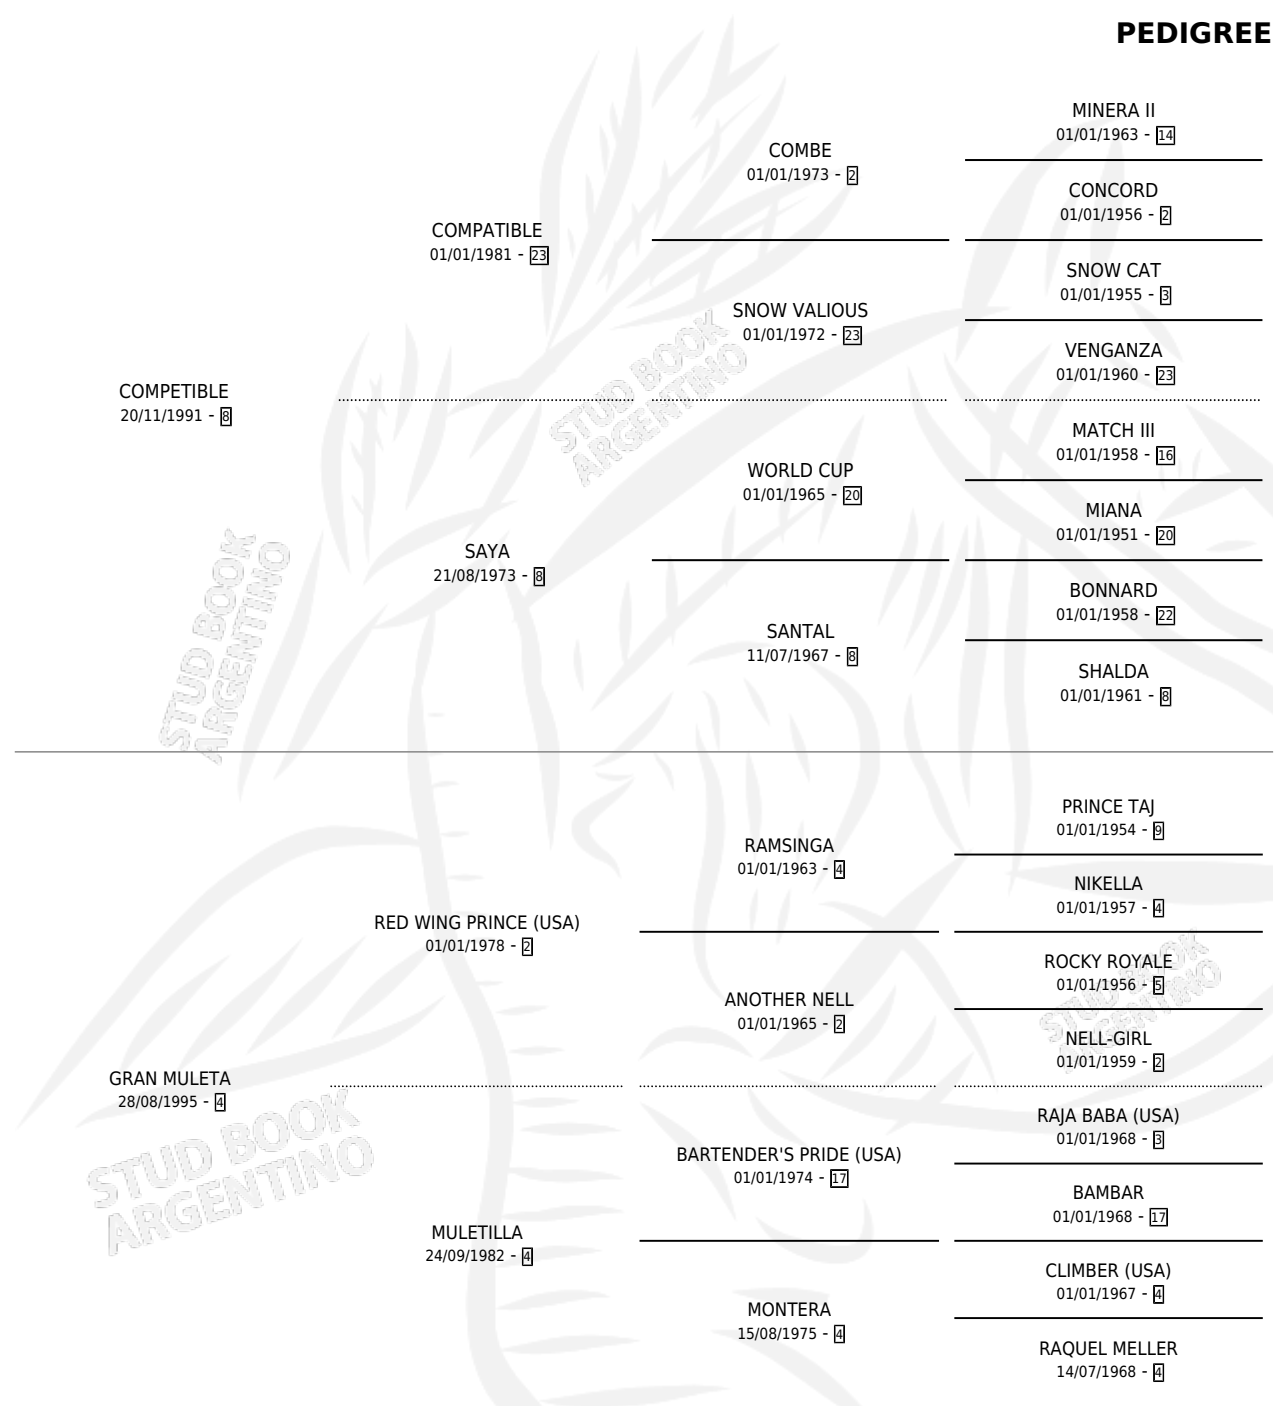 PEDIGREE
MINERA II
01/01/1963 - 14
COMBE
01/01/1973 - 2
CONCORD
01/01/1956 - 2
COMPATIBLE
01/01/1981 - 23
SNOW CAT
01/01/1955 - 3
SNOW VALIOUS
01/01/1972 - 23
VENGANZA
01/01/1960 - 23
COMPETIBLE
20/11/1991 - 8
STUD BOOK
ARGENTINO
MATCH III
01/01/1958 - 16
WORLD CUP
01/01/1965 - 20
MIANA
01/01/1951 - 20
SAYA
21/08/1973 - 8
BONNARD
01/01/1958 - 22
SANTAL
11/07/1967 - 8
SHALDA
01/01/1961 - 8
STUD BOOK
ARGENTINO
PRINCE TAJ
01/01/1954 - 9
RAMSINGA
01/01/1963 - 4
NIKELLA
01/01/1957 - 4
RED WING PRINCE (USA)
01/01/1978 - 2
ROCKY ROYALE
01/01/1956 - 5
ANOTHER NELL
01/01/1965 - 2
NELL-GIRL
01/01/1959 - 2
STUD BOOK
ARGENTINO
GRAN MULETA
28/08/1995 - 4
STUD BOOK
ARGENTINO
RAJA BABA (USA)
01/01/1968 - 3
BARTENDER'S PRIDE (USA)
01/01/1974 - 17
BAMBAR
01/01/1968 - 17
MULETILLA
24/09/1982 - 4
CLIMBER (USA)
01/01/1967 - 4
MONTERA
15/08/1975 - 4
RAQUEL MELLER
14/07/1968 - 4